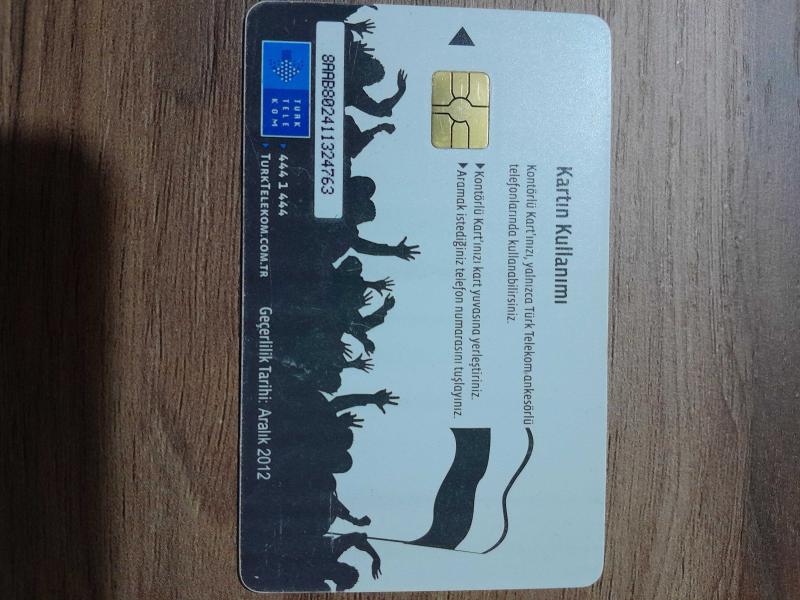 Kartın Kullanımı
Kontörlü Kart'ınızı, yalnızca Türk Telekom ankesörlü
telefonlarında kullanabilirsiniz.
Kontörlü Kart'ınızı kart yuvasına yerleştiriniz.
Aramak istediğiniz telefon numarasını tuşlayınız.
8AAB802411324763
TÜRK
TELE
KOM
444 1 444
TURKTELEKOM.COM.TR
Geçerlilik Tarihi: Aralık 2012